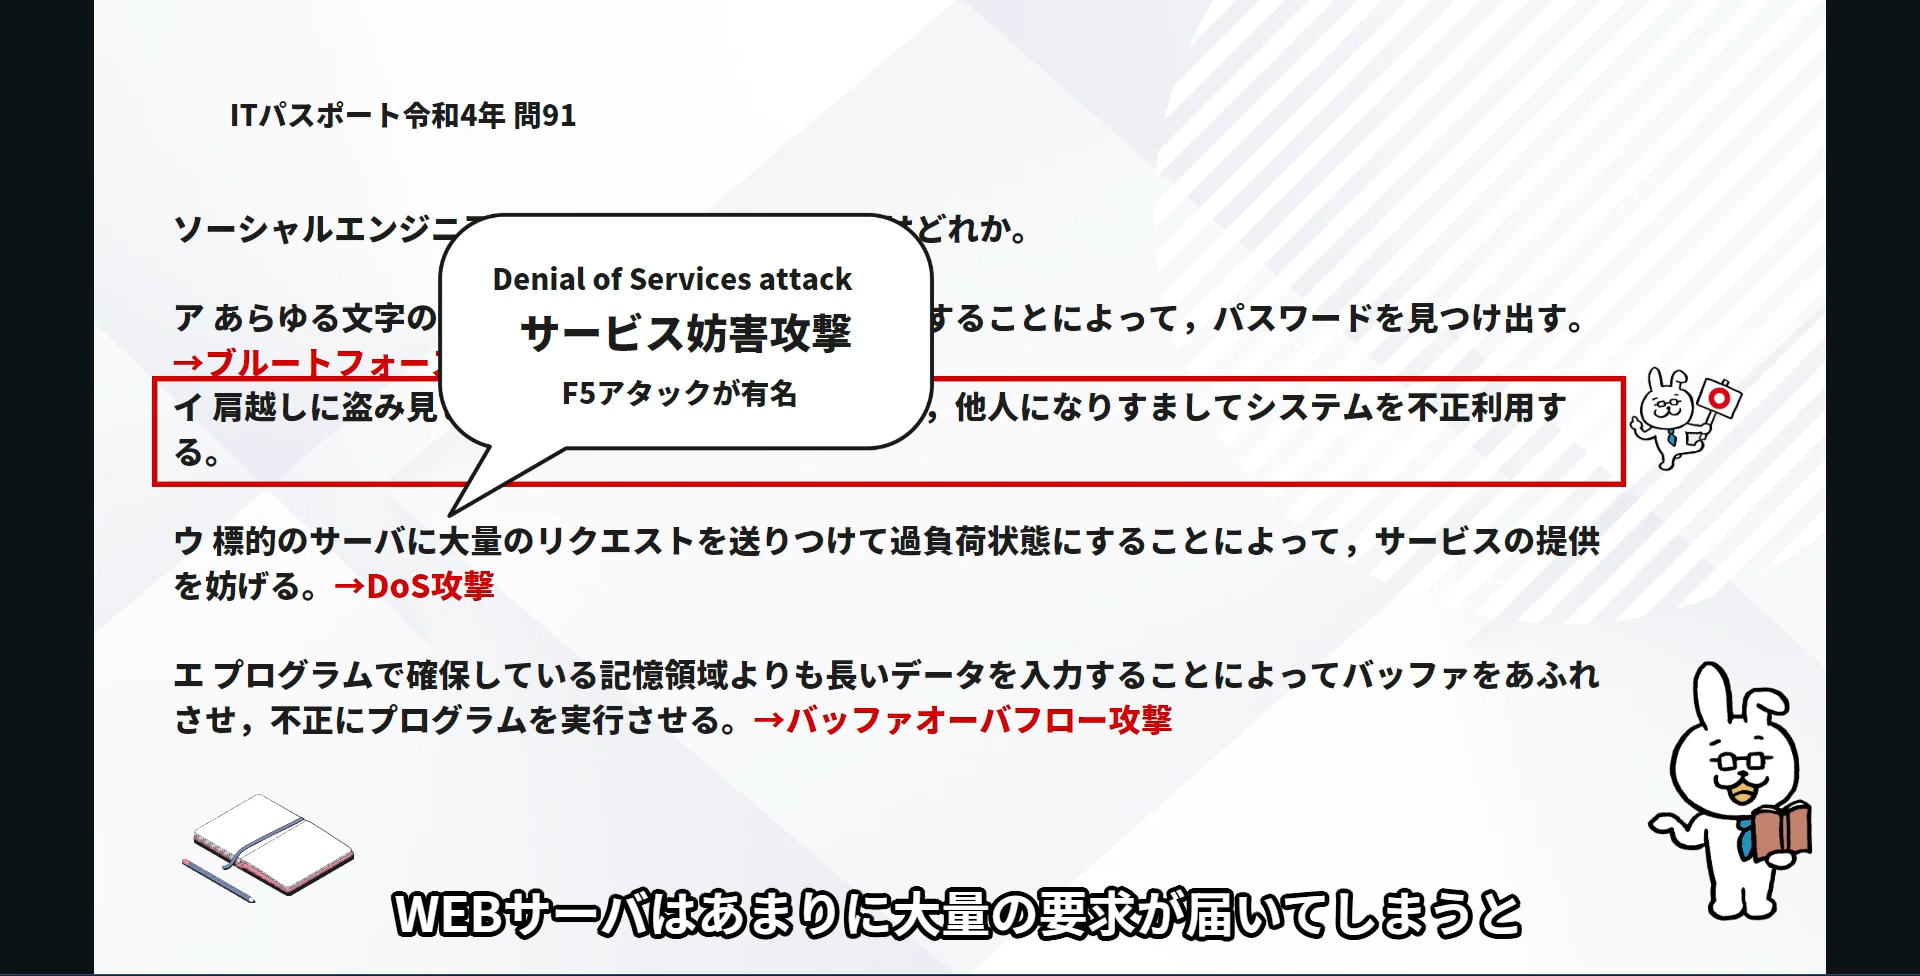 ITパスポート令和4年 問91
ソーシャルエンジニ どれか。
Denial of Services attack
サービス妨害攻撃
F5アタックが有名
ア あらゆる文字の することによって，パスワードを見つけ出す。
→ブルートフォー
イ 肩越しに盗み見 ，他人になりすましてシステムを不正利用す
る。
ウ 標的のサーバに大量のリクエストを送りつけて過負荷状態にすることによって，サービスの提供
を妨げる。→DoS攻撃
エ プログラムで確保している記憶領域よりも長いデータを入力することによってバッファをあふれ
させ，不正にプログラムを実行させる。→バッファオーバフロー攻撃
WEBサーバはあまりに大量の要求が届いてしまうと